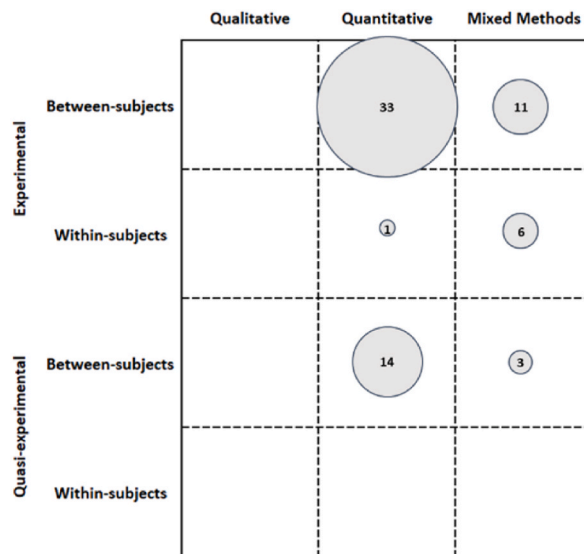 Qualitative Quantitative Mixed Methods
Experimental
Between-subjects 33 11
Within-subjects 1 6
Quasi-experimental
Between-subjects 14 3
Within-subjects